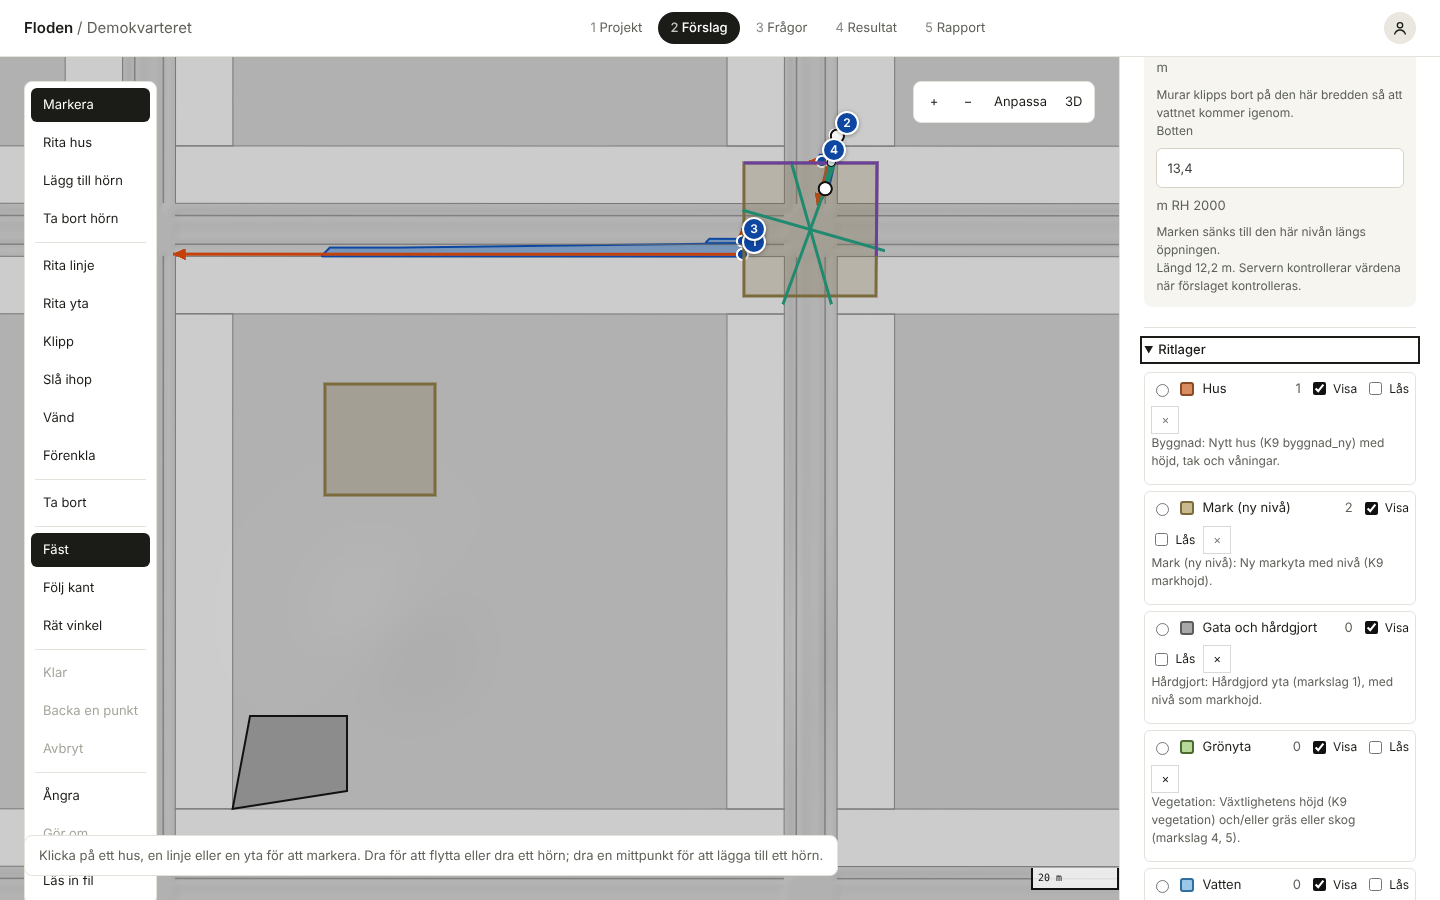 Floden / Demokvarteret
1 Projekt
2 Förslag
3 Frågor
4 Resultat
5 Rapport
Markera
Rita hus
Lägg till hörn
Ta bort hörn
Rita linje
Rita yta
Klipp
Slå ihop
Vänd
Förenkla
Ta bort
Fäst
Följ kant
Rät vinkel
Klar
Backa en punkt
Avbryt
Ångra
Gör om
Läs in fil
+ − Anpassa 3D
2
4
3
1
Klicka på ett hus, en linje eller en yta för att markera. Dra för att flytta eller dra ett hörn; dra en mittpunkt för att lägga till ett hörn.
20 m
m
Murar klipps bort på den här bredden så att
vattnet kommer igenom.
Botten
13,4
m RH 2000
Marken sänks till den här nivån längs
öppningen.
Längd 12,2 m. Servern kontrollerar värdena
när förslaget kontrolleras.
▼ Ritlager
Hus 1 Visa Lås
×
Byggnad: Nytt hus (K9 byggnad_ny) med
höjd, tak och våningar.
Mark (ny nivå) 2 Visa
Lås ×
Mark (ny nivå): Ny markyta med nivå (K9
markhojd).
Gata och hårdgjort 0 Visa
Lås ×
Hårdgjort: Hårdgjord yta (markslag 1), med
nivå som markhojd.
Grönyta 0 Visa Lås
×
Vegetation: Växtlighetens höjd (K9
vegetation) och/eller gräs eller skog
(markslag 4, 5).
Vatten 0 Visa Lås